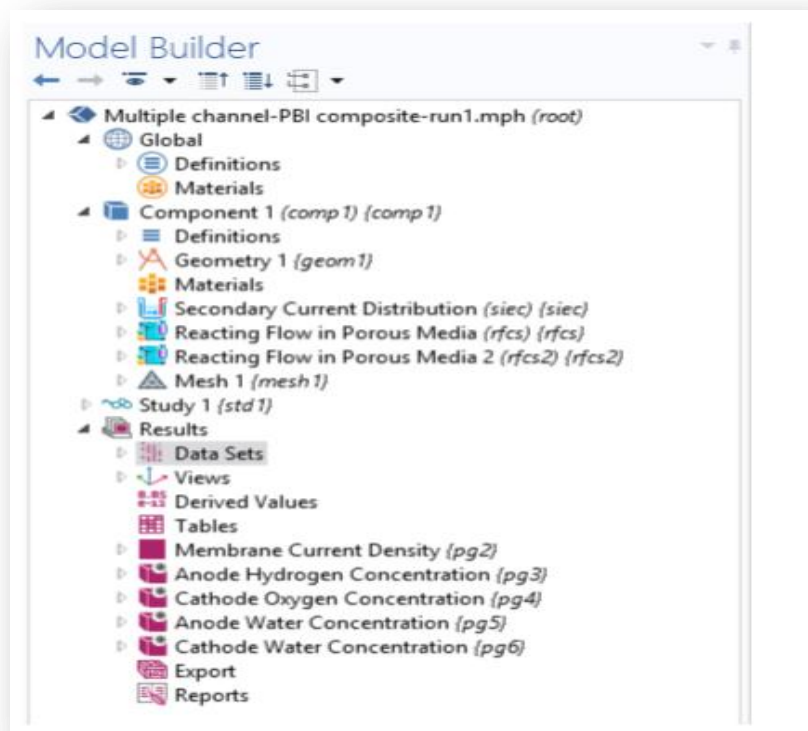 Model Builder
Multiple channel-PBI composite-run1.mph (root)
Global
Definitions
Materials
Component 1 (comp1) {comp1}
Definitions
Geometry 1 {geom1}
Materials
Secondary Current Distribution (siec) {siec}
Reacting Flow in Porous Media (rfcs) {rfcs}
Reacting Flow in Porous Media 2 (rfcs2) {rfcs2}
Mesh 1 {mesh1}
Study 1 {std1}
Results
Data Sets
Views
Derived Values
Tables
Membrane Current Density {pg2}
Anode Hydrogen Concentration {pg3}
Cathode Oxygen Concentration {pg4}
Anode Water Concentration {pg5}
Cathode Water Concentration {pg6}
Export
Reports